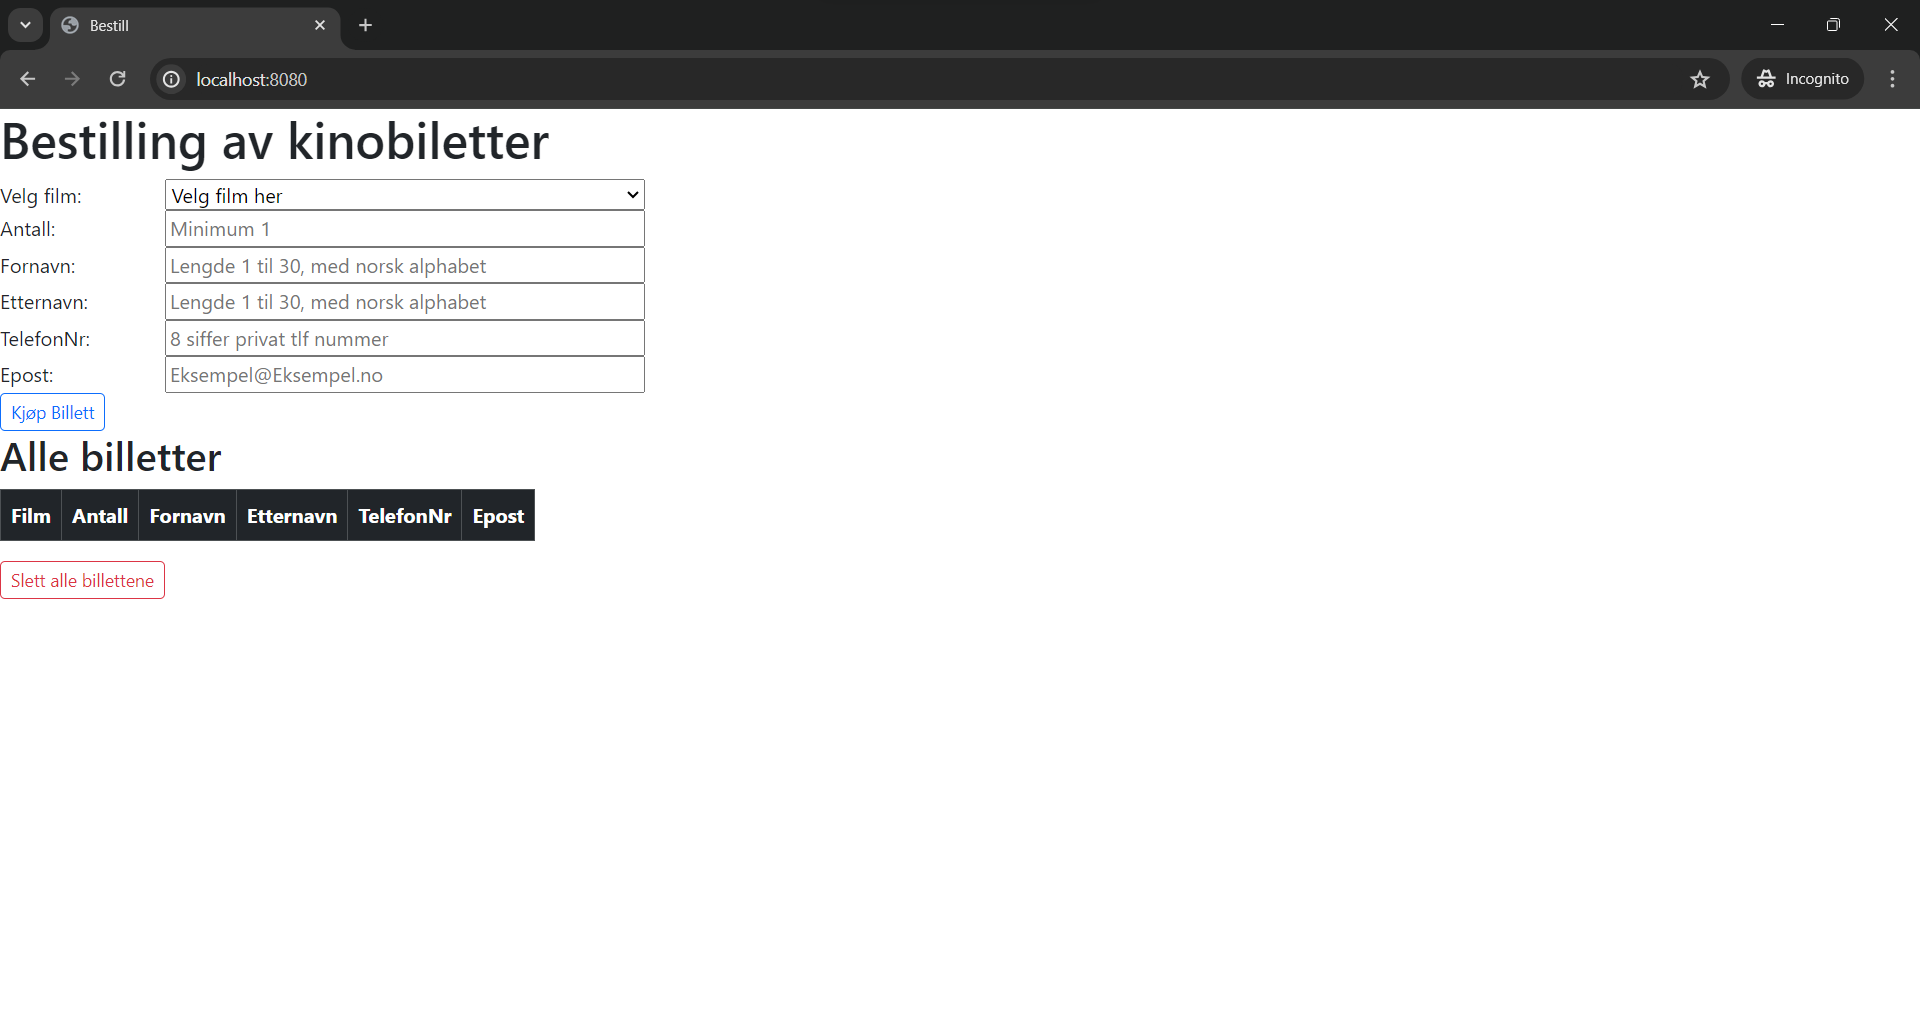 Bestill
localhost:8080
Incognito
Bestilling av kinobiletter
Velg film: Velg film her
Antall: Minimum 1
Fornavn: Lengde 1 til 30, med norsk alphabet
Etternavn: Lengde 1 til 30, med norsk alphabet
TelefonNr: 8 siffer privat tlf nummer
Epost: Eksempel@Eksempel.no
Kjøp Billett
Alle billetter
Film Antall Fornavn Etternavn TelefonNr Epost
Slett alle billettene